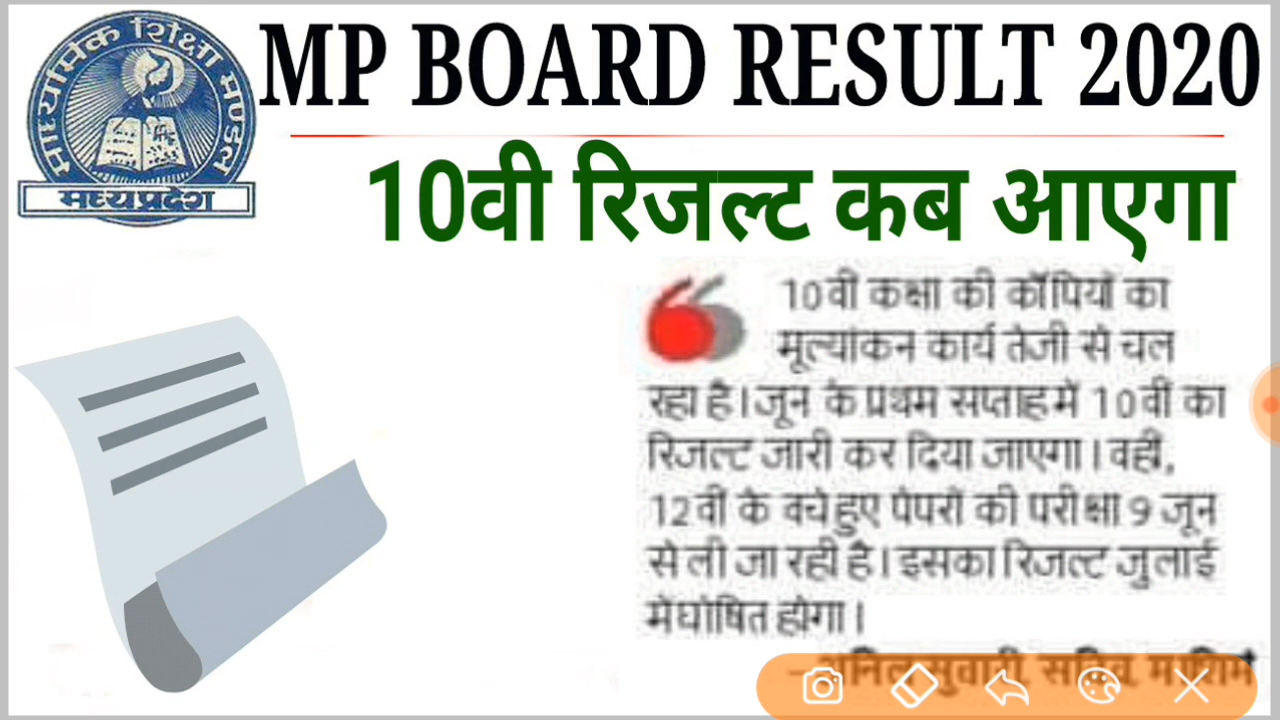 माध्यमिक शिक्षा मण्डल
मध्यप्रदेश
MP BOARD RESULT 2020
10वी रिजल्ट कब आएगा
10वीं कक्षा की कॉपियों का
मूल्यांकन कार्य तेजी से चल
रहा है। जून के प्रथम सप्ताह में 10वीं का
रिजल्ट जारी कर दिया जाएगा। वहीं,
12वीं के बचे हुए पेपरों की परीक्षा 9 जून
से ली जा रही है। इसका रिजल्ट जुलाई
में घोषित होगा।